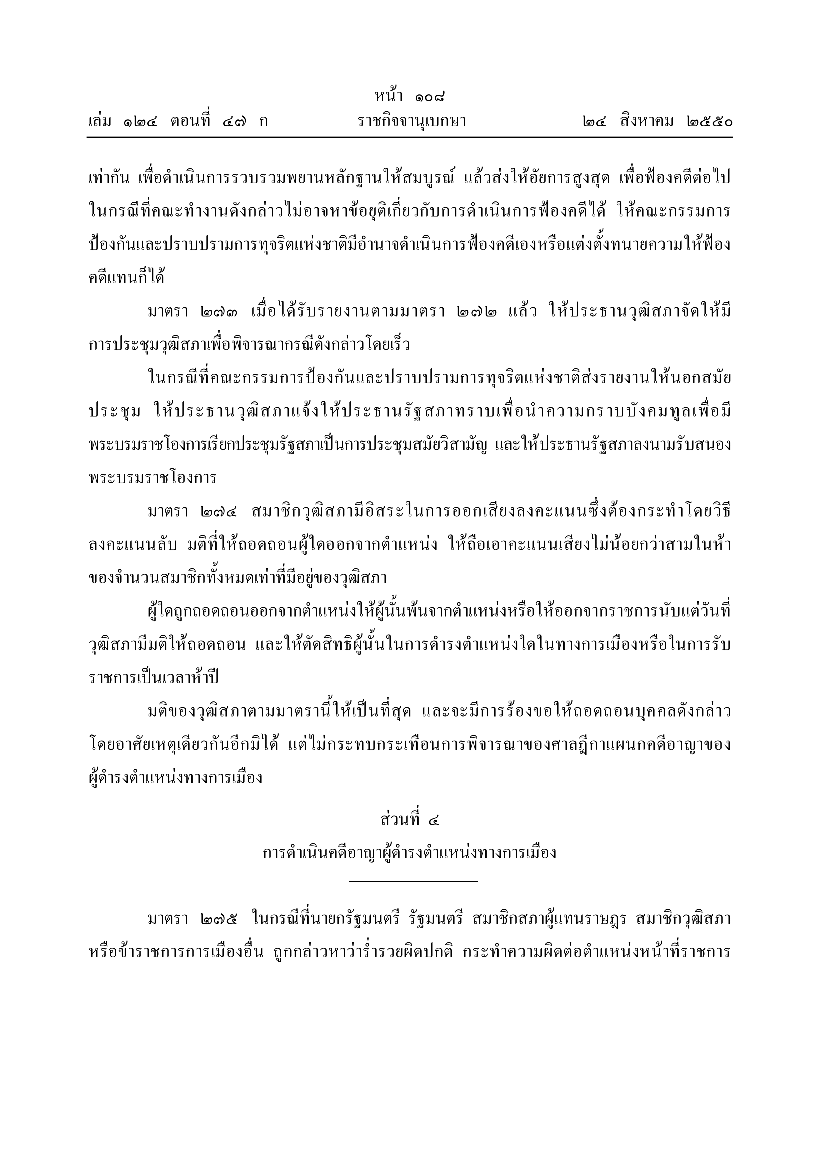 หน้า ๑๐๘
เล่ม ๑๒๔ ตอนที่ ๔๗ ก ราชกิจจานุเบกษา ๒๔ สิงหาคม ๒๕๕๐
เท่ากัน เพื่อดำเนินการรวบรวมพยานหลักฐานให้สมบูรณ์ แล้วส่งให้อัยการสูงสุด เพื่อฟ้องคดีต่อไป
ในกรณีที่คณะทำงานดังกล่าวไม่อาจหาข้อยุติเกี่ยวกับการดำเนินการฟ้องคดีได้ ให้คณะกรรมการ
ป้องกันและปราบปรามการทุจริตแห่งชาติมีอำนาจดำเนินการฟ้องคดีเองหรือแต่งตั้งทนายความให้ฟ้อง
คดีแทนก็ได้
มาตรา ๒๗๓ เมื่อได้รับรายงานตามมาตรา ๒๗๒ แล้ว ให้ประธานวุฒิสภาจัดให้มี
การประชุมวุฒิสภาเพื่อพิจารณากรณีดังกล่าวโดยเร็ว
ในกรณีที่คณะกรรมการป้องกันและปราบปรามการทุจริตแห่งชาติส่งรายงานให้นอกสมัย
ประชุม ให้ประธานวุฒิสภาแจ้งให้ประธานรัฐสภาทราบเพื่อนำความกราบบังคมทูลเพื่อมี
พระบรมราชโองการเรียกประชุมรัฐสภาเป็นการประชุมสมัยวิสามัญ และให้ประธานรัฐสภาลงนามรับสนอง
พระบรมราชโองการ
มาตรา ๒๗๔ สมาชิกวุฒิสภามีอิสระในการออกเสียงลงคะแนนซึ่งต้องกระทำโดยวิธี
ลงคะแนนลับ มติที่ให้ถอดถอนผู้ใดออกจากตำแหน่ง ให้ถือเอาคะแนนเสียงไม่น้อยกว่าสามในห้า
ของจำนวนสมาชิกทั้งหมดเท่าที่มีอยู่ของวุฒิสภา
ผู้ใดถูกถอดถอนออกจากตำแหน่งให้ผู้นั้นพ้นจากตำแหน่งหรือให้ออกจากราชการนับแต่วันที่
วุฒิสภามีมติให้ถอดถอน และให้ตัดสิทธิผู้นั้นในการดำรงตำแหน่งใดในทางการเมืองหรือในการรับ
ราชการเป็นเวลาห้าปี
มติของวุฒิสภาตามมาตรานี้ให้เป็นที่สุด และจะมีการร้องขอให้ถอดถอนบุคคลดังกล่าว
โดยอาศัยเหตุเดียวกันอีกมิได้ แต่ไม่กระทบกระเทือนการพิจารณาของศาลฎีกาแผนกคดีอาญาของ
ผู้ดำรงตำแหน่งทางการเมือง
ส่วนที่ ๔
การดำเนินคดีอาญาผู้ดำรงตำแหน่งทางการเมือง
มาตรา ๒๗๕ ในกรณีที่นายกรัฐมนตรี รัฐมนตรี สมาชิกสภาผู้แทนราษฎร สมาชิกวุฒิสภา
หรือข้าราชการการเมืองอื่น ถูกกล่าวหาว่าร่ำรวยผิดปกติ กระทำความผิดต่อตำแหน่งหน้าที่ราชการ